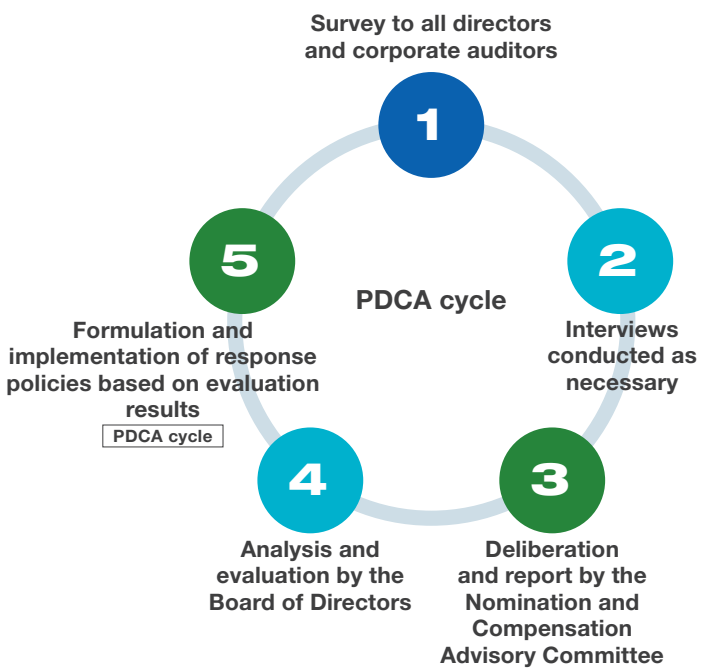 Survey to all directors
and corporate auditors
1
2
Interviews
conducted as
necessary
3
Deliberation
and report by the
Nomination and
Compensation
Advisory Committee
4
Analysis and
evaluation by the
Board of Directors
5
Formulation and
implementation of response
policies based on evaluation
results
PDCA cycle
PDCA cycle